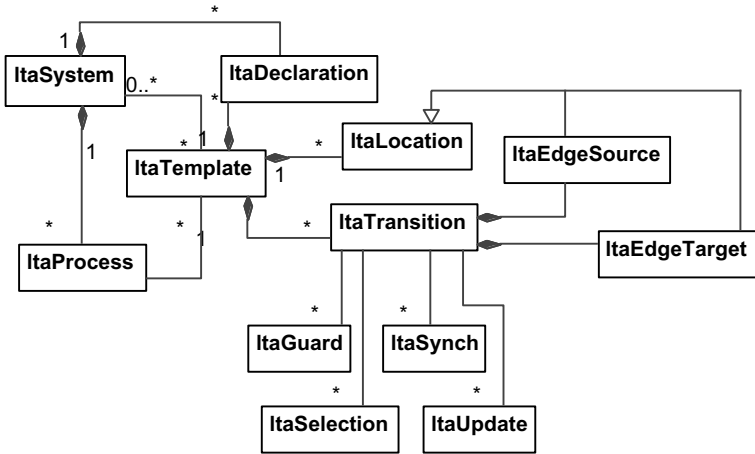 *
1
ItaSystem
ItaDeclaration
0..*
*
1
*
1
*
ItaLocation
ItaTemplate
1
ItaEdgeSource
*
*
1
*
ItaTransition
ItaProcess
ItaEdgeTarget
*
*
ItaGuard
ItaSynch
*
*
ItaSelection
ItaUpdate